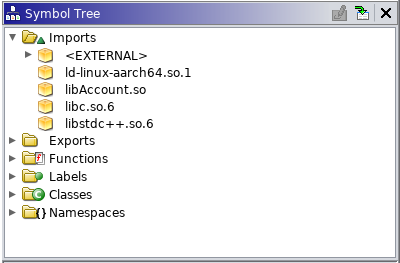 Symbol Tree
Imports
<EXTERNAL>
ld-linux-aarch64.so.1
libAccount.so
libc.so.6
libstdc++.so.6
Exports
f Functions
Labels
C Classes
{} Namespaces